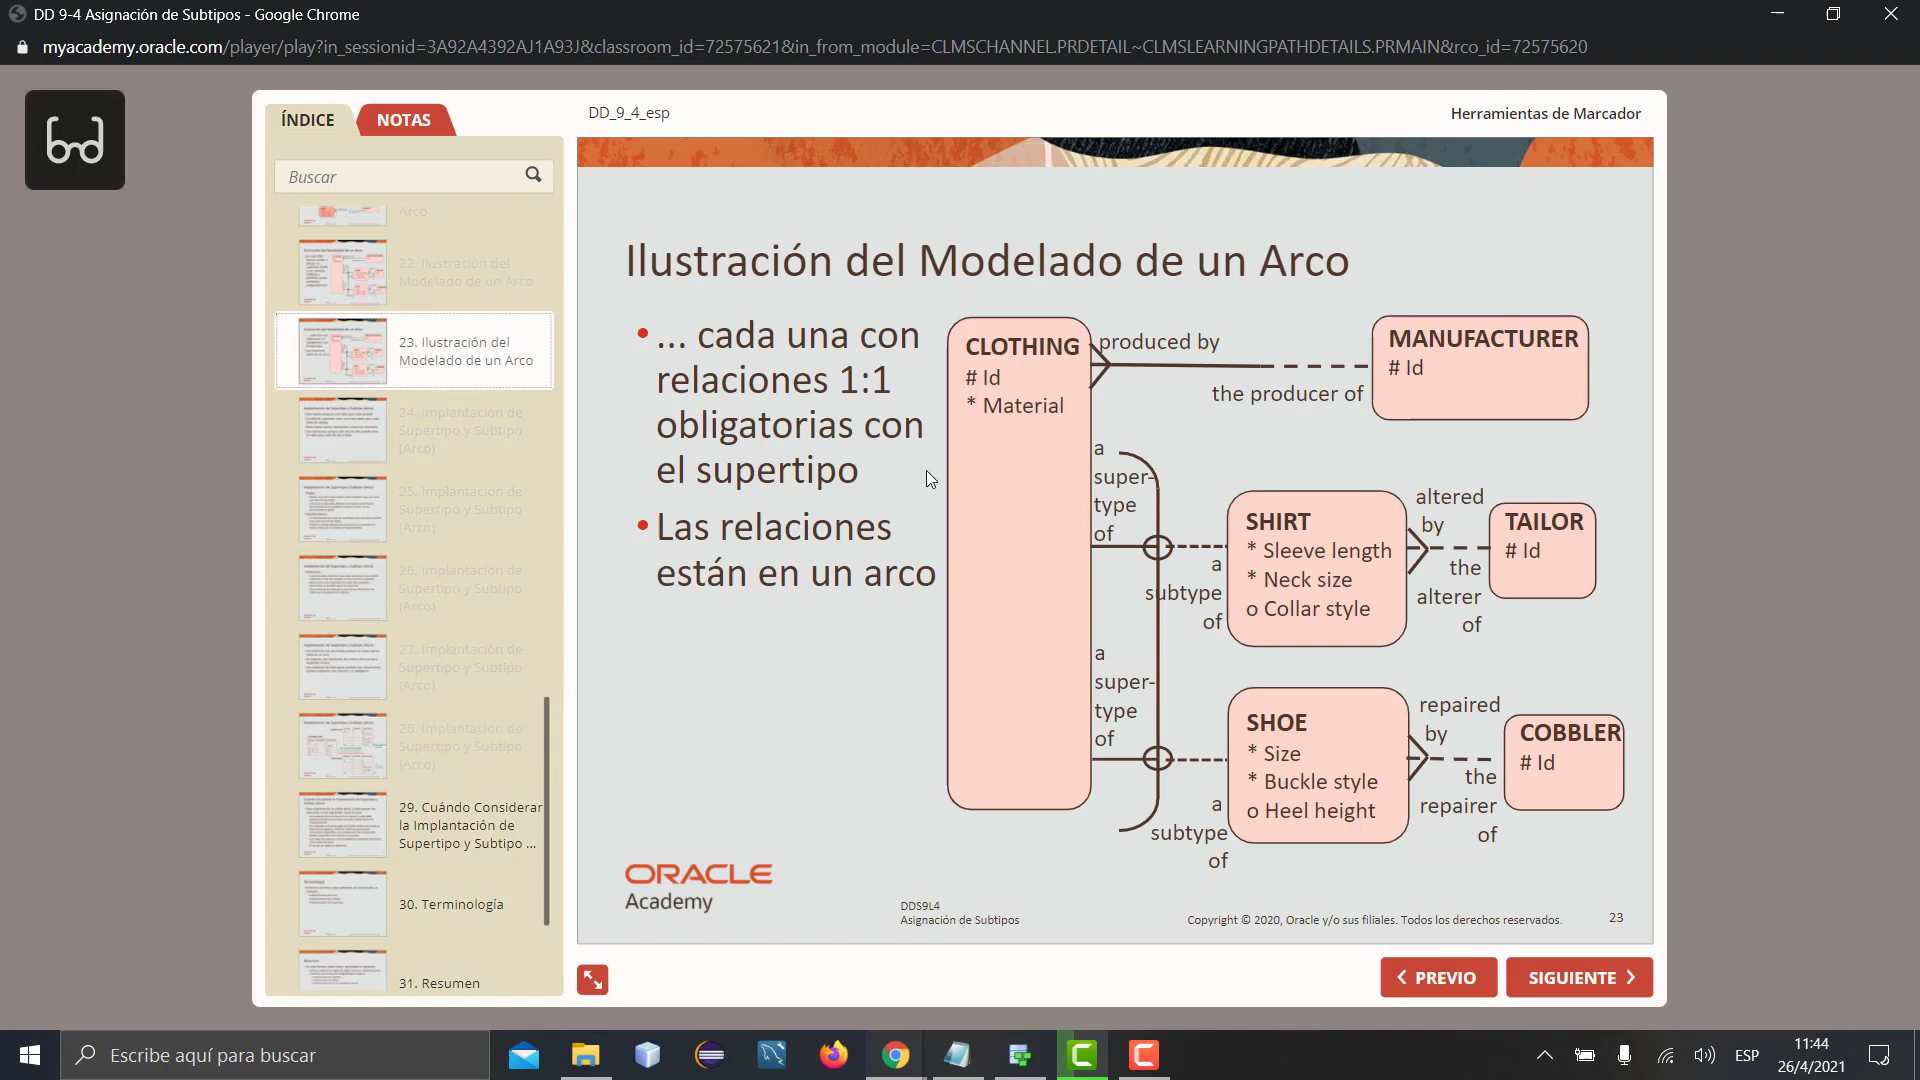 DD 9-4 Asignación de Subtipos - Google Chrome
myacademy.oracle.com/player/play?in_sessionid=3A92A4392AJ1A93J&classroom_id=72575621&in_from_module=CLMSCHANNEL.PRDETAIL~CLMSLEARNINGPATHDETAILS.PRMAIN&rco_id=72575620
ÍNDICE
NOTAS
DD_9_4_esp
Herramientas de Marcador
Buscar
Arco
22. Ilustración del
Modelado de un Arco
23. Ilustración del
Modelado de un Arco
24. Implantación de
Supertipo y Subtipo
(Arco)
25. Implantación de
Supertipo y Subtipo
(Arco)
26. Implantación de
Supertipo y Subtipo
(Arco)
27. Implantación de
Supertipo y Subtipo
(Arco)
28. Implantación de
Supertipo y Subtipo
(Arco)
29. Cuándo Considerar
la Implantación de
Supertipo y Subtipo ...
30. Terminología
31. Resumen
Ilustración del Modelado de un Arco
• ... cada una con
relaciones 1:1
obligatorias con
el supertipo
• Las relaciones
están en un arco
CLOTHING
# Id
* Material
produced by
the producer of
MANUFACTURER
# Id
a
super-
type
of
a
subtype
of
SHIRT
* Sleeve length
* Neck size
o Collar style
altered
by
the
alterer
of
TAILOR
# Id
a
super-
type
of
a
subtype
of
SHOE
* Size
* Buckle style
o Heel height
repaired
by
the
repairer
of
COBBLER
# Id
ORACLE
Academy
DDS9L4
Asignación de Subtipos
Copyright © 2020, Oracle y/o sus filiales. Todos los derechos reservados.
23
PREVIO
SIGUIENTE
Escribe aquí para buscar
ESP
11:44
26/4/2021